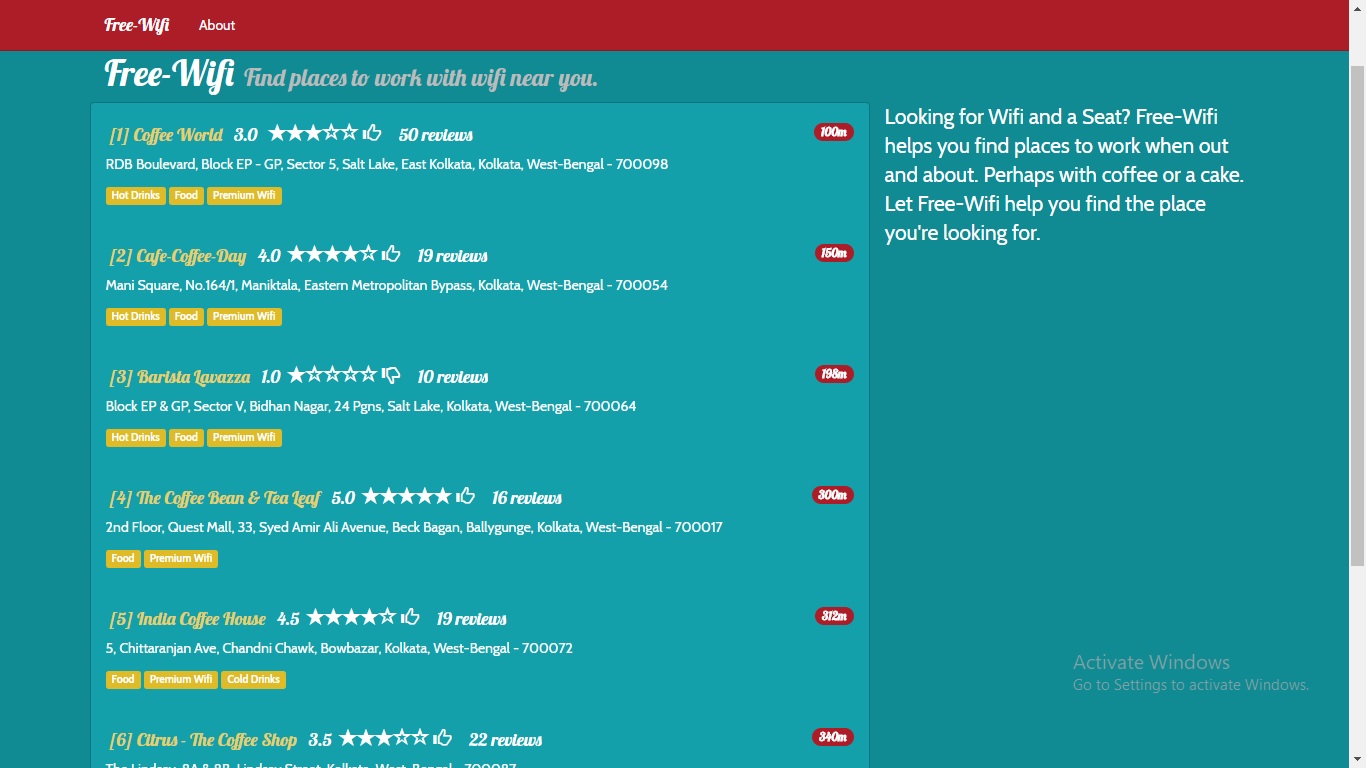 Free-Wifi About
Free-Wifi Find places to work with wifi near you.
[1] Coffee World 3.0 ★★★☆☆ 50 reviews 100m
RDB Boulevard, Block EP - GP, Sector 5, Salt Lake, East Kolkata, Kolkata, West-Bengal - 700098
Hot Drinks Food Premium Wifi
[2] Cafe-Coffee-Day 4.0 ★★★★☆ 19 reviews 150m
Mani Square, No.164/1, Maniktala, Eastern Metropolitan Bypass, Kolkata, West-Bengal - 700054
Hot Drinks Food Premium Wifi
[3] Barista Lavazza 1.0 ★☆☆☆☆ 10 reviews 198m
Block EP & GP, Sector V, Bidhan Nagar, 24 Pgns, Salt Lake, Kolkata, West-Bengal - 700064
Hot Drinks Food Premium Wifi
[4] The Coffee Bean & Tea Leaf 5.0 ★★★★★ 16 reviews 300m
2nd Floor, Quest Mall, 33, Syed Amir Ali Avenue, Beck Bagan, Ballygunge, Kolkata, West-Bengal - 700017
Food Premium Wifi
[5] India Coffee House 4.5 ★★★★☆ 19 reviews 312m
5, Chittaranjan Ave, Chandni Chawk, Bowbazar, Kolkata, West-Bengal - 700072
Food Premium Wifi Cold Drinks
[6] Citrus - The Coffee Shop 3.5 ★★★☆☆ 22 reviews 340m
Looking for Wifi and a Seat? Free-Wifi
helps you find places to work when out
and about. Perhaps with coffee or a cake.
Let Free-Wifi help you find the place
you're looking for.
Activate Windows
Go to Settings to activate Windows.